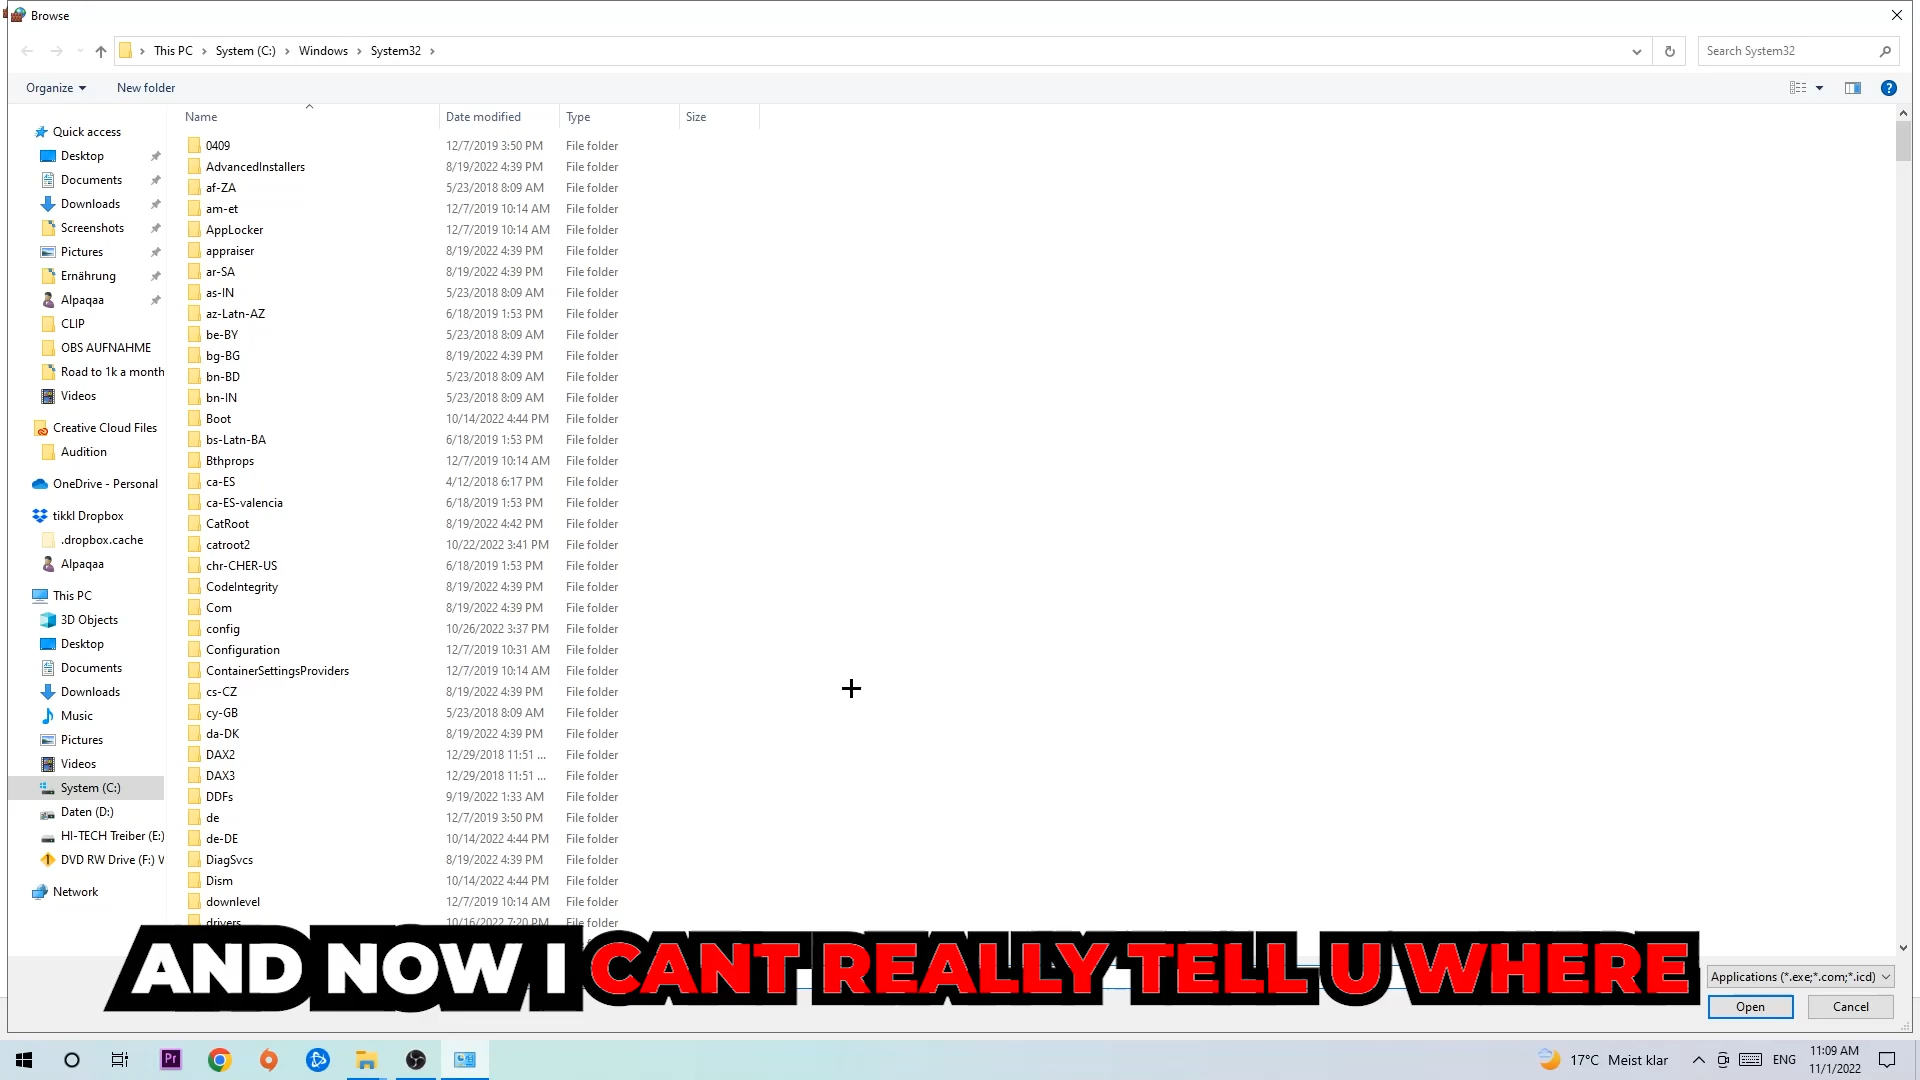 Browse
This PC > System (C:) > Windows > System32 >
Search System32
Organize
New folder
Name Date modified Type Size
Quick access
Desktop
Documents
Downloads
Screenshots
Pictures
Ernährung
Alpaqaa
CLIP
OBS AUFNAHME
Road to 1k a month
Videos
Creative Cloud Files
Audition
OneDrive - Personal
tikkl Dropbox
.dropbox.cache
Alpaqaa
This PC
3D Objects
Desktop
Documents
Downloads
Music
Pictures
Videos
System (C:)
Daten (D:)
HI-TECH Treiber (E:)
DVD RW Drive (F:) V
Network
0409 12/7/2019 3:50 PM File folder
AdvancedInstallers 8/19/2022 4:39 PM File folder
af-ZA 5/23/2018 8:09 AM File folder
am-et 12/7/2019 10:14 AM File folder
AppLocker 12/7/2019 10:14 AM File folder
appraiser 8/19/2022 4:39 PM File folder
ar-SA 8/19/2022 4:39 PM File folder
as-IN 5/23/2018 8:09 AM File folder
az-Latn-AZ 6/18/2019 1:53 PM File folder
be-BY 5/23/2018 8:09 AM File folder
bg-BG 8/19/2022 4:39 PM File folder
bn-BD 5/23/2018 8:09 AM File folder
bn-IN 5/23/2018 8:09 AM File folder
Boot 10/14/2022 4:44 PM File folder
bs-Latn-BA 6/18/2019 1:53 PM File folder
Bthprops 12/7/2019 10:14 AM File folder
ca-ES 4/12/2018 6:17 PM File folder
ca-ES-valencia 6/18/2019 1:53 PM File folder
CatRoot 8/19/2022 4:42 PM File folder
catroot2 10/22/2022 3:41 PM File folder
chr-CHER-US 6/18/2019 1:53 PM File folder
CodeIntegrity 8/19/2022 4:39 PM File folder
Com 8/19/2022 4:39 PM File folder
config 10/26/2022 3:37 PM File folder
Configuration 12/7/2019 10:31 AM File folder
ContainerSettingsProviders 12/7/2019 10:14 AM File folder
cs-CZ 8/19/2022 4:39 PM File folder
cy-GB 5/23/2018 8:09 AM File folder
da-DK 8/19/2022 4:39 PM File folder
DAX2 12/29/2018 11:51 ... File folder
DAX3 12/29/2018 11:51 ... File folder
DDFs 9/19/2022 1:33 AM File folder
de 12/7/2019 3:50 PM File folder
de-DE 10/14/2022 4:44 PM File folder
DiagSvcs 8/19/2022 4:39 PM File folder
Dism 10/14/2022 4:44 PM File folder
downlevel 12/7/2019 10:14 AM File folder
drivers 10/16/2022 7:20 PM File folder
AND NOW I CANT REALLY TELL U WHERE
Applications (*.exe;*.com;*.icd)
Open Cancel
Pr
17°C Meist klar
ENG
11:09 AM
11/1/2022